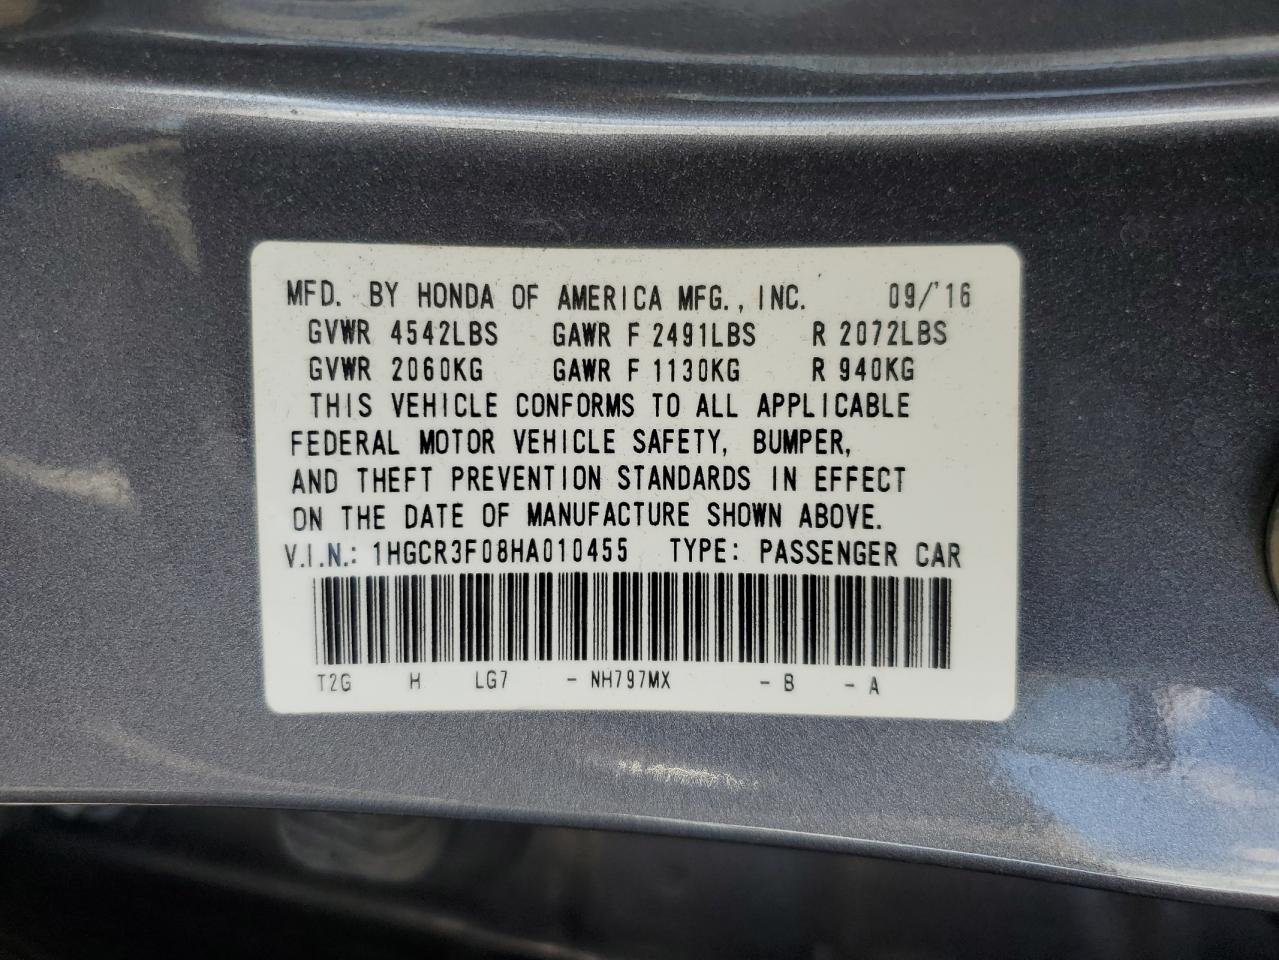 MFD. BY HONDA OF AMERICA MFG., INC. 09/'16
GVWR 4542LBS GAWR F 2491LBS R 2072LBS
GVWR 2060KG GAWR F 1130KG R 940KG
THIS VEHICLE CONFORMS TO ALL APPLICABLE
FEDERAL MOTOR VEHICLE SAFETY, BUMPER,
AND THEFT PREVENTION STANDARDS IN EFFECT
ON THE DATE OF MANUFACTURE SHOWN ABOVE.
V.I.N.: 1HGCR3F08HA010455 TYPE: PASSENGER CAR
T2G H LG7 - NH797MX - B - A